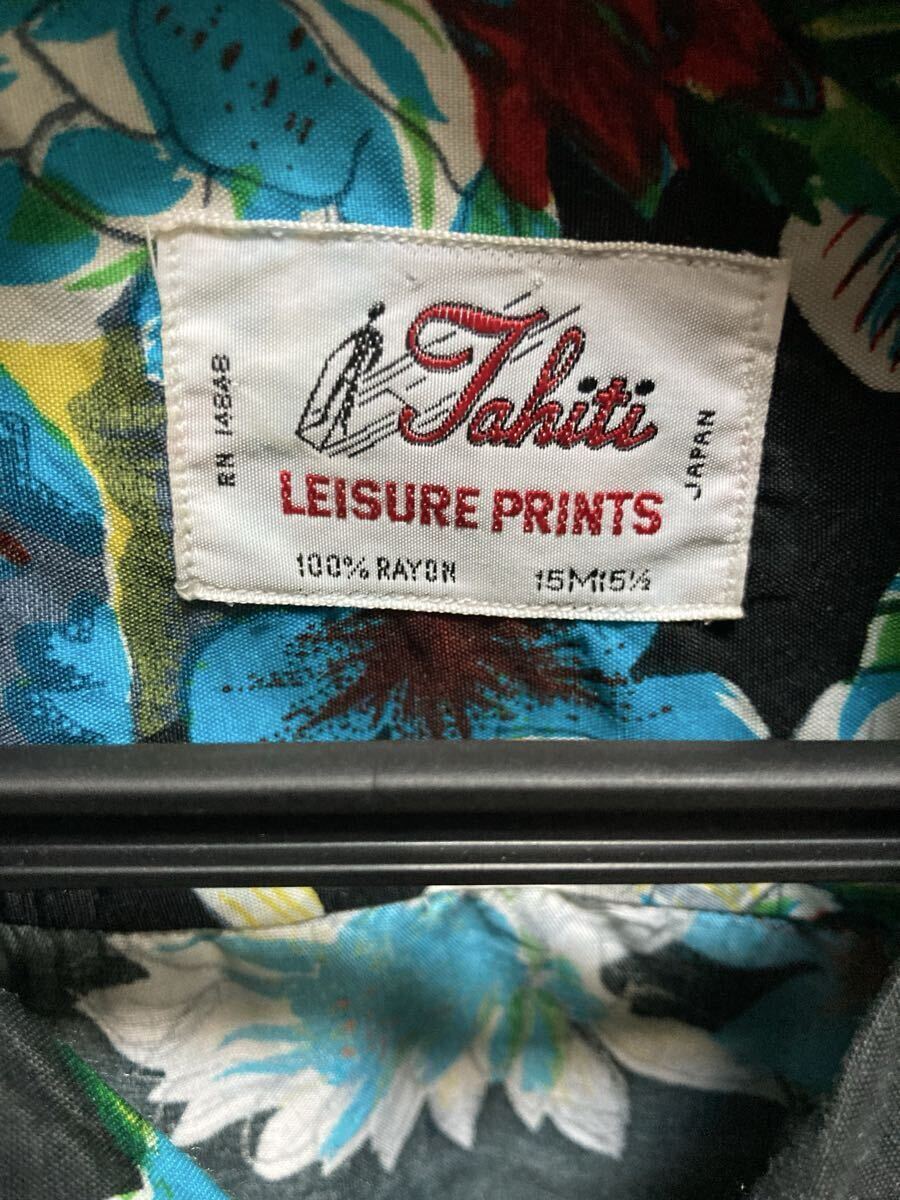 Tahiti
LEISURE PRINTS
100% RAYON 15M15½
RN 14848
JAPAN